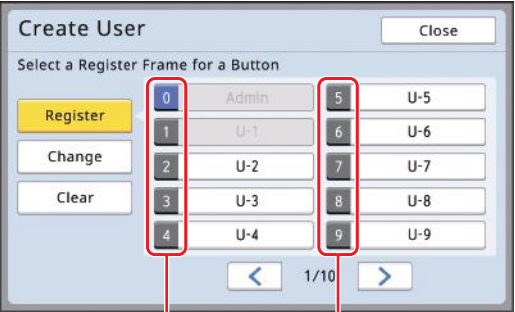 Create User
Close
Select a Register Frame for a Button
Register
Change
Clear
0 Admin
1 U-1
2 U-2
3 U-3
4 U-4
5 U-5
6 U-6
7 U-7
8 U-8
9 U-9
< 1/10 >